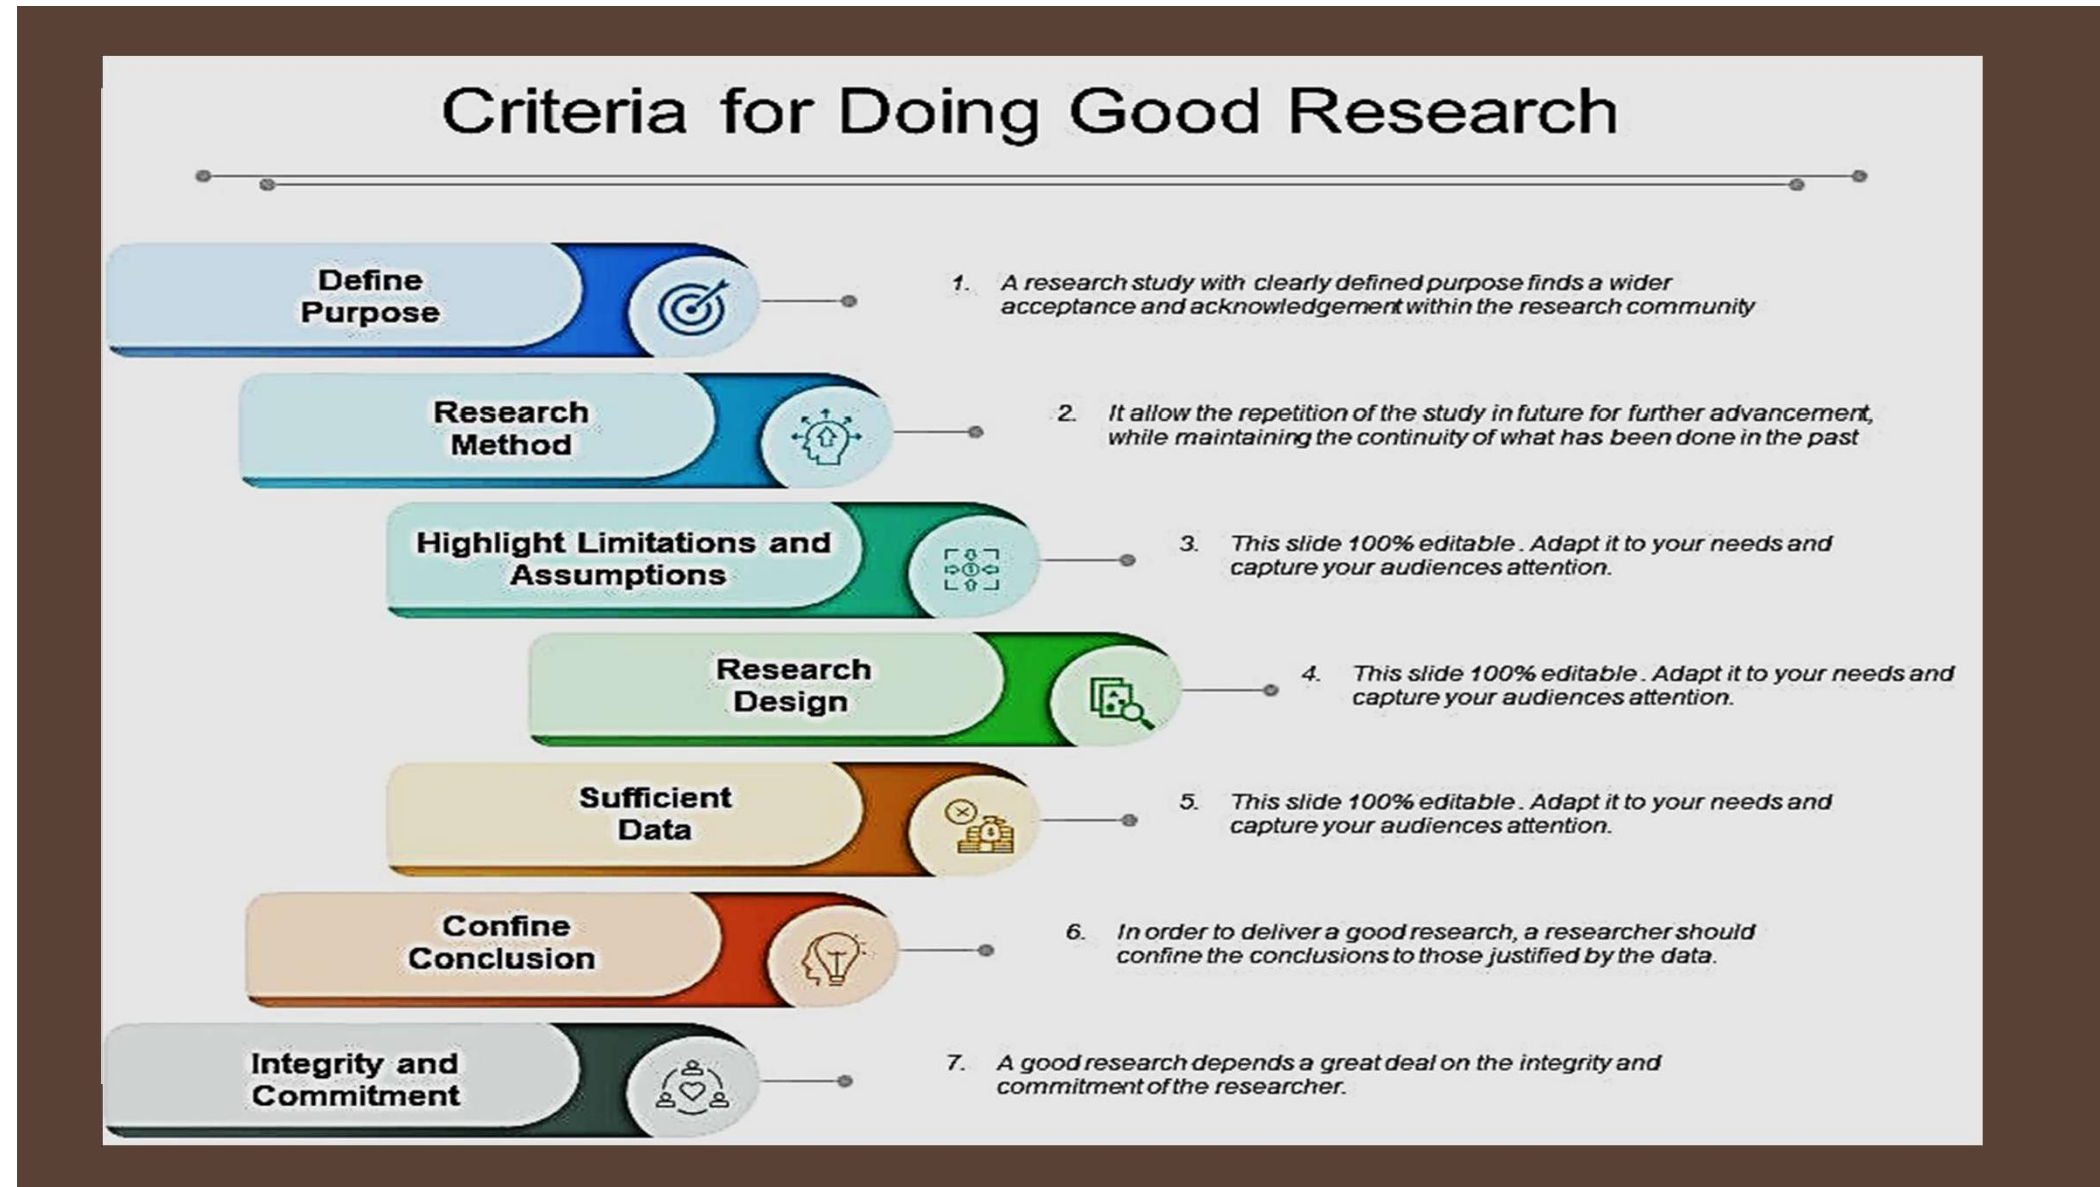 Criteria for Doing Good Research
Define
Purpose
1. A research study with clearly defined purpose finds a wider
acceptance and acknowledgement within the research community
Research
Method
2. It allow the repetition of the study in future for further advancement,
while maintaining the continuity of what has been done in the past
Highlight Limitations and
Assumptions
3. This slide 100% editable. Adapt it to your needs and
capture your audiences attention.
Research
Design
4. This slide 100% editable. Adapt it to your needs and
capture your audiences attention.
Sufficient
Data
5. This slide 100% editable. Adapt it to your needs and
capture your audiences attention.
Confine
Conclusion
6. In order to deliver a good research, a researcher should
confine the conclusions to those justified by the data.
Integrity and
Commitment
7. A good research depends a great deal on the integrity and
commitment of the researcher.